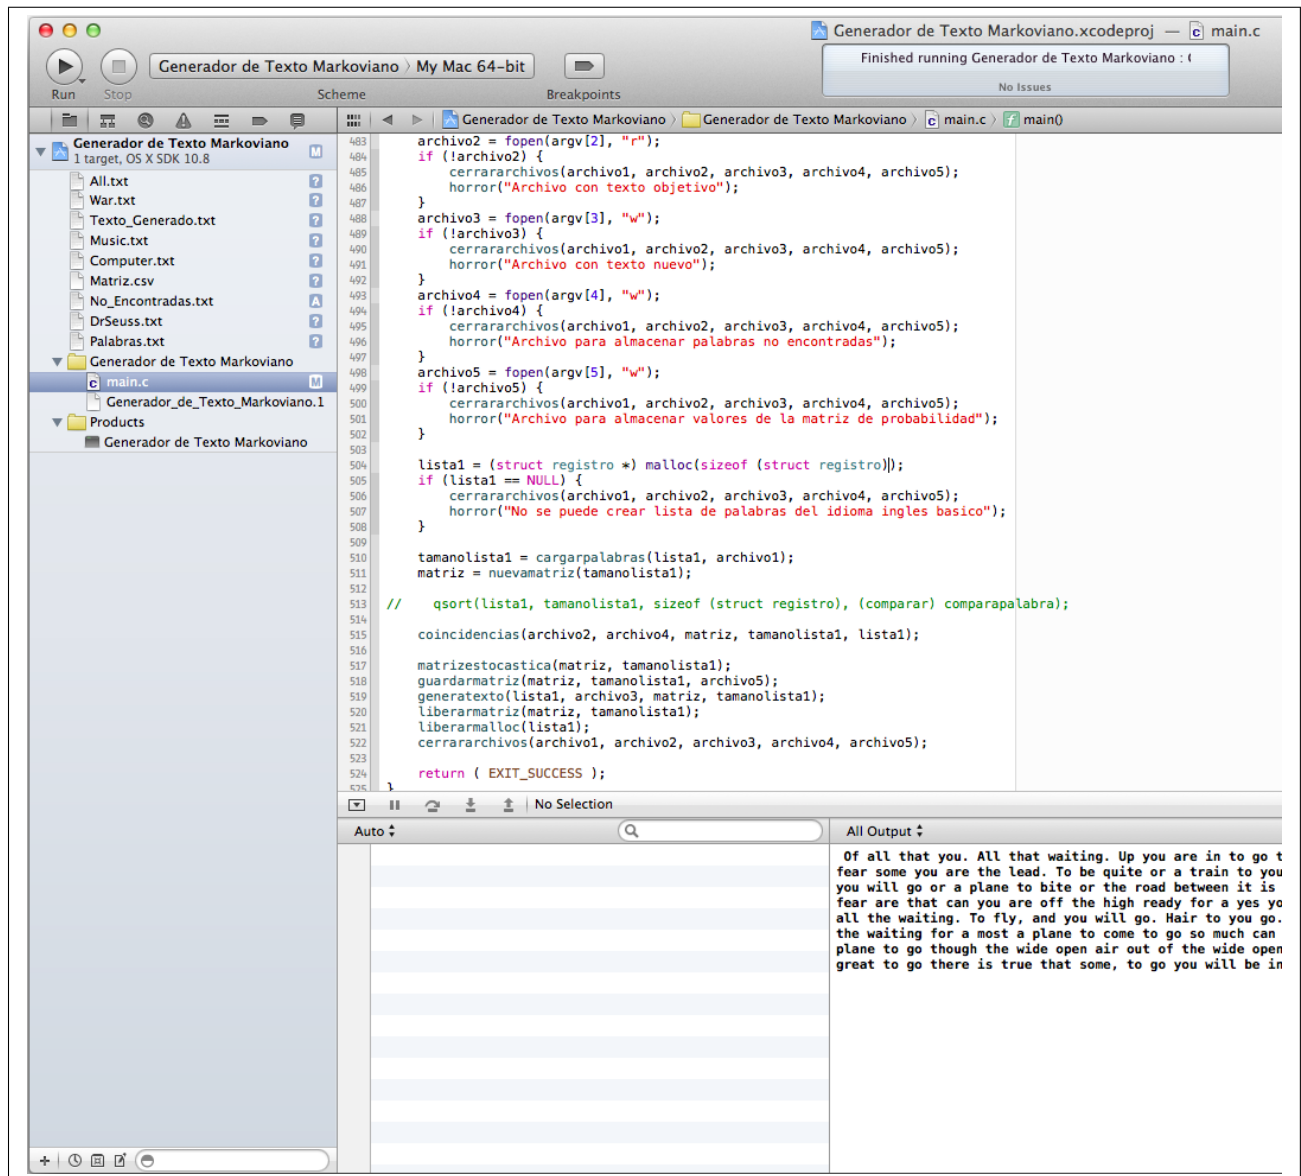 Generador de Texto Markoviano.xcodeproj — main.c
Generador de Texto Markoviano 〉 My Mac 64-bit
Finished running Generador de Texto Markoviano :
No Issues
Run Stop Scheme Breakpoints
Generador de Texto Markoviano 〉 Generador de Texto Markoviano 〉 main.c 〉 main()
Generador de Texto Markoviano M
1 target, OS X SDK 10.8
All.txt ?
War.txt ?
Texto_Generado.txt ?
Music.txt ?
Computer.txt ?
Matriz.csv ?
No_Encontradas.txt A
DrSeuss.txt ?
Palabras.txt ?
Generador de Texto Markoviano
main.c M
Generador_de_Texto_Markoviano.1
Products
Generador de Texto Markoviano
483 archivo2 = fopen(argv[2], "r");
484 if (!archivo2) {
485 cerrararchivos(archivo1, archivo2, archivo3, archivo4, archivo5);
486 horror("Archivo con texto objetivo");
487 }
488 archivo3 = fopen(argv[3], "w");
489 if (!archivo3) {
490 cerrararchivos(archivo1, archivo2, archivo3, archivo4, archivo5);
491 horror("Archivo con texto nuevo");
492 }
493 archivo4 = fopen(argv[4], "w");
494 if (!archivo4) {
495 cerrararchivos(archivo1, archivo2, archivo3, archivo4, archivo5);
496 horror("Archivo para almacenar palabras no encontradas");
497 }
498 archivo5 = fopen(argv[5], "w");
499 if (!archivo5) {
500 cerrararchivos(archivo1, archivo2, archivo3, archivo4, archivo5);
501 horror("Archivo para almacenar valores de la matriz de probabilidad");
502 }
503
504 lista1 = (struct registro *) malloc(sizeof (struct registro));
505 if (lista1 == NULL) {
506 cerrararchivos(archivo1, archivo2, archivo3, archivo4, archivo5);
507 horror("No se puede crear lista de palabras del idioma ingles basico");
508 }
509
510 tamanolista1 = cargarpalabras(lista1, archivo1);
511 matriz = nuevamatriz(tamanolista1);
512
513 // qsort(lista1, tamanolista1, sizeof (struct registro), (comparar) comparapalabra);
514
515 coincidencias(archivo2, archivo4, matriz, tamanolista1, lista1);
516
517 matrizestocastica(matriz, tamanolista1);
518 guardarmatriz(matriz, tamanolista1, archivo5);
519 generatexto(lista1, archivo3, matriz, tamanolista1);
520 liberarmatriz(matriz, tamanolista1);
521 liberarmalloc(lista1);
522 cerrararchivos(archivo1, archivo2, archivo3, archivo4, archivo5);
523
524 return ( EXIT_SUCCESS );
525 }
No Selection
Auto
All Output
Of all that you. All that waiting. Up you are in to go t
fear some you are the lead. To be quite or a train to you
you will go or a plane to bite or the road between it is
fear are that can you are off the high ready for a yes yo
all the waiting. To fly, and you will go. Hair to you go.
the waiting for a most a plane to come to go so much can
plane to go though the wide open air out of the wide open
great to go there is true that some, to go you will be in